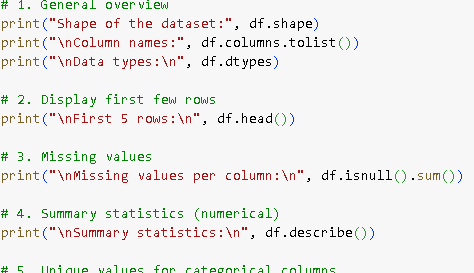 # 1. General overview
print("Shape of the dataset:", df.shape)
print("\nColumn names:", df.columns.tolist())
print("\nData types:\n", df.dtypes)
# 2. Display first few rows
print("\nFirst 5 rows:\n", df.head())
# 3. Missing values
print("\nMissing values per column:\n", df.isnull().sum())
# 4. Summary statistics (numerical)
print("\nSummary statistics:\n", df.describe())
# 5. Unique values for categorical columns